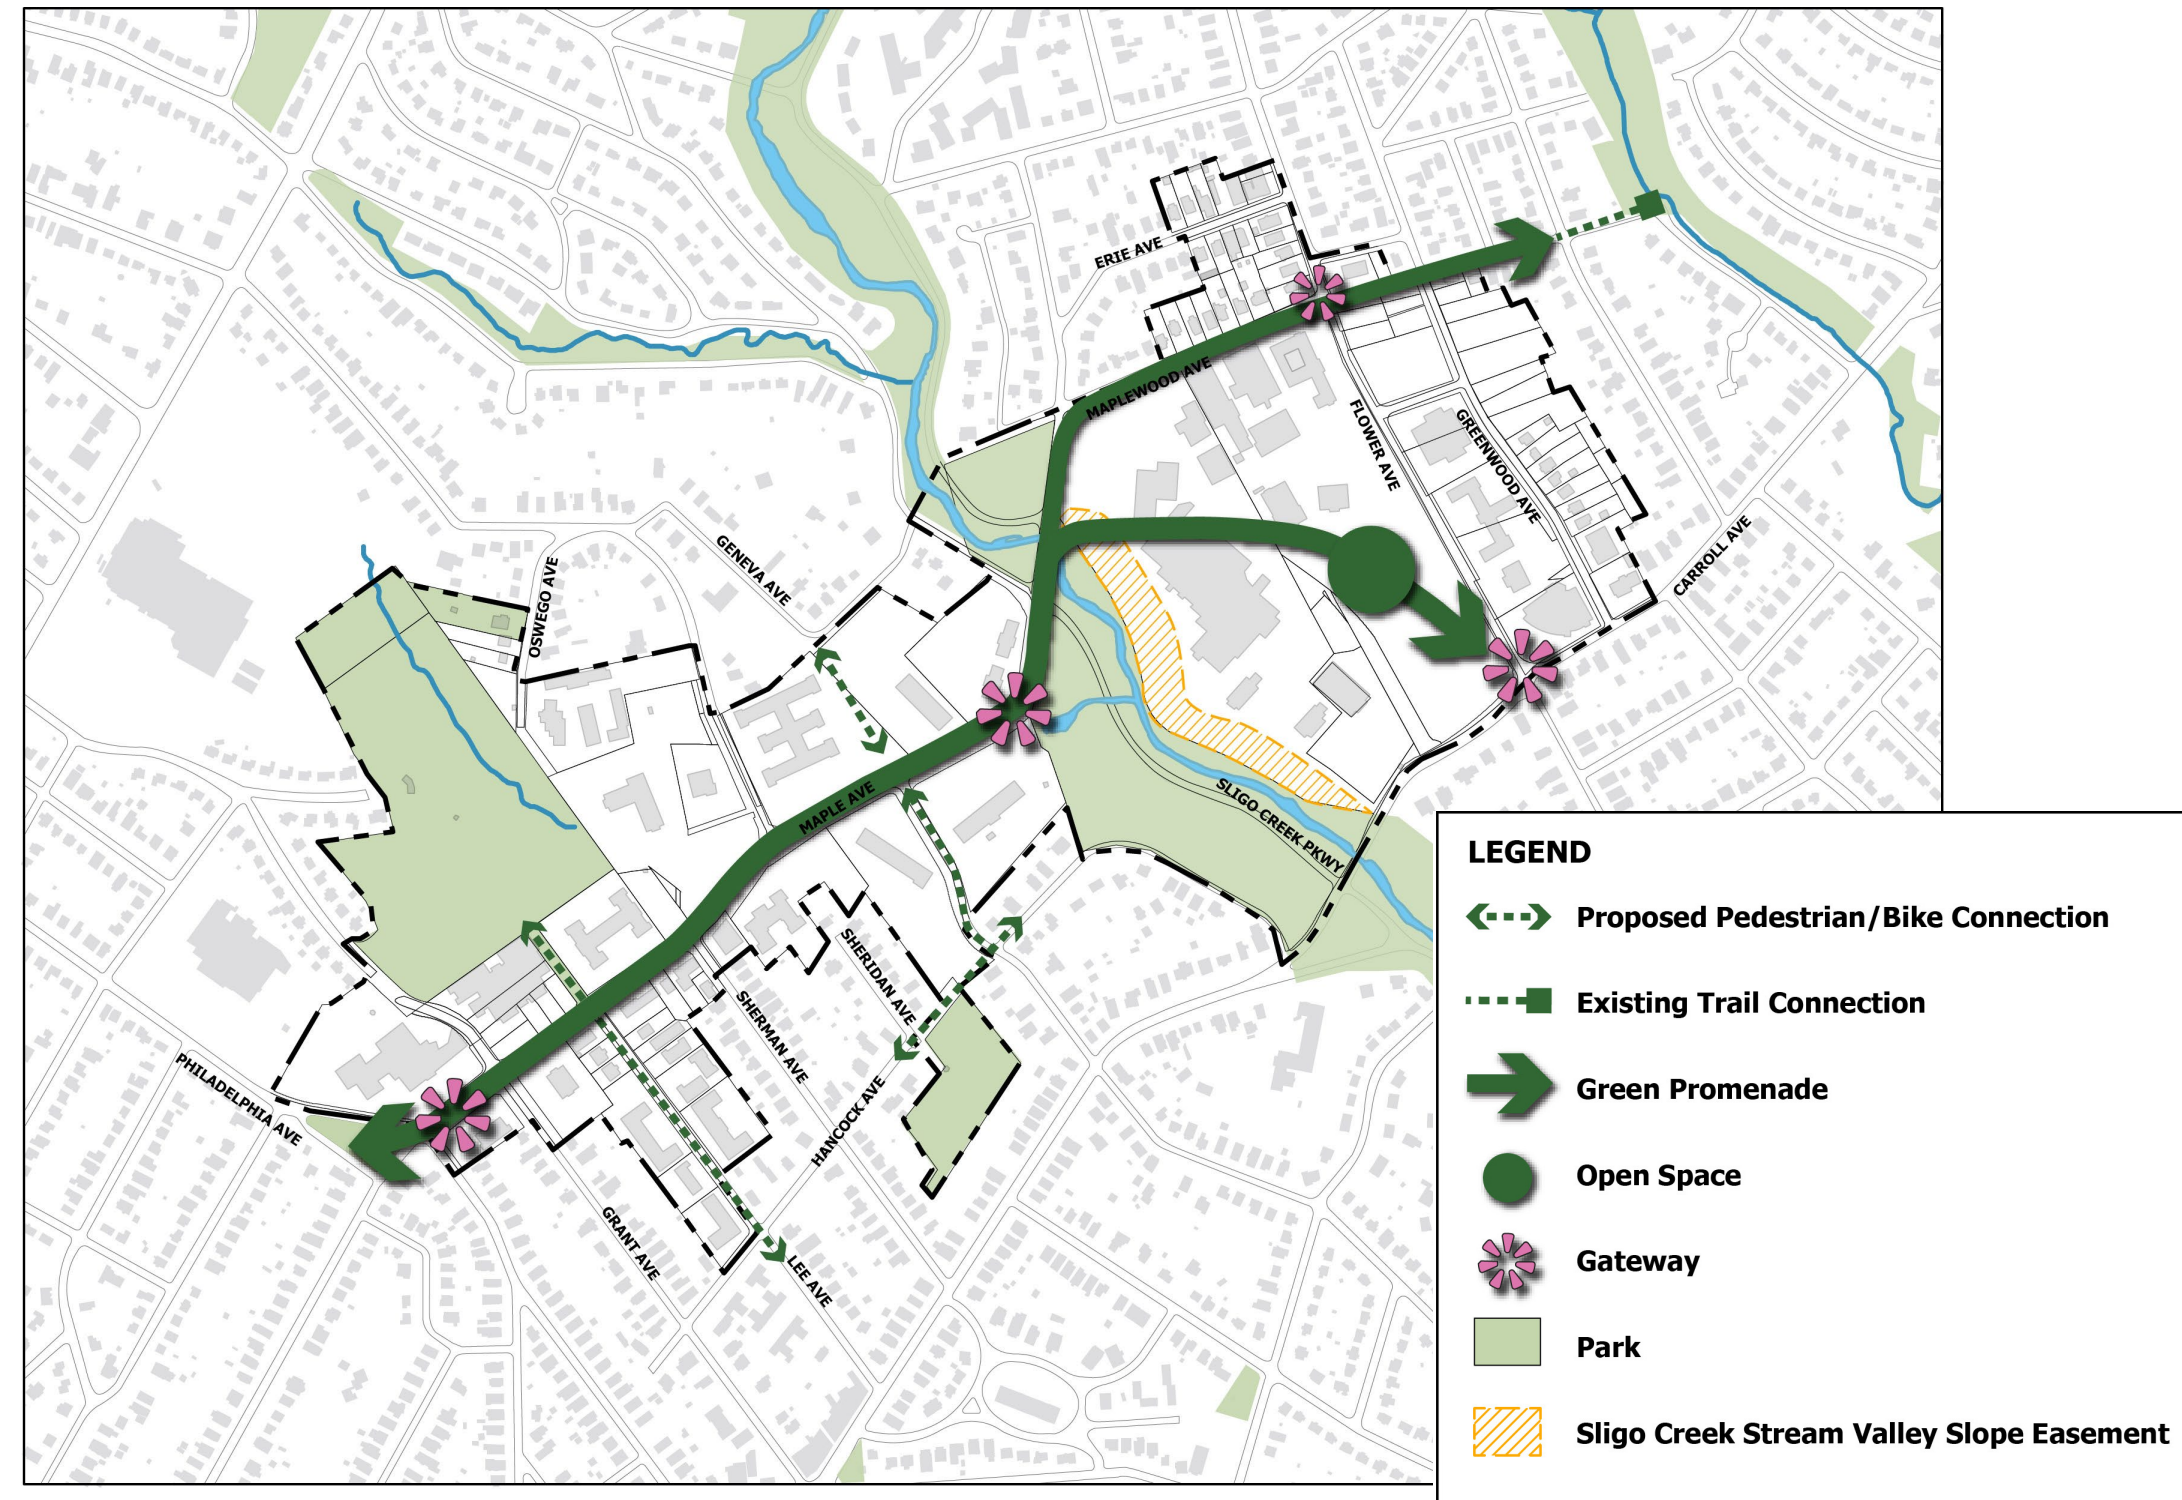 ERIE AVE
MAPLEWOOD AVE
FLOWER AVE
GREENWOOD AVE
CARROLL AVE
GENEVA AVE
OSWEGO AVE
MAPLE AVE
SLIGO CREEK PKWY
SHERIDAN AVE
SHERMAN AVE
HANCOCK AVE
PHILADELPHIA AVE
GRANT AVE
LEE AVE
LEGEND
Proposed Pedestrian/Bike Connection
Existing Trail Connection
Green Promenade
Open Space
Gateway
Park
Sligo Creek Stream Valley Slope Easement